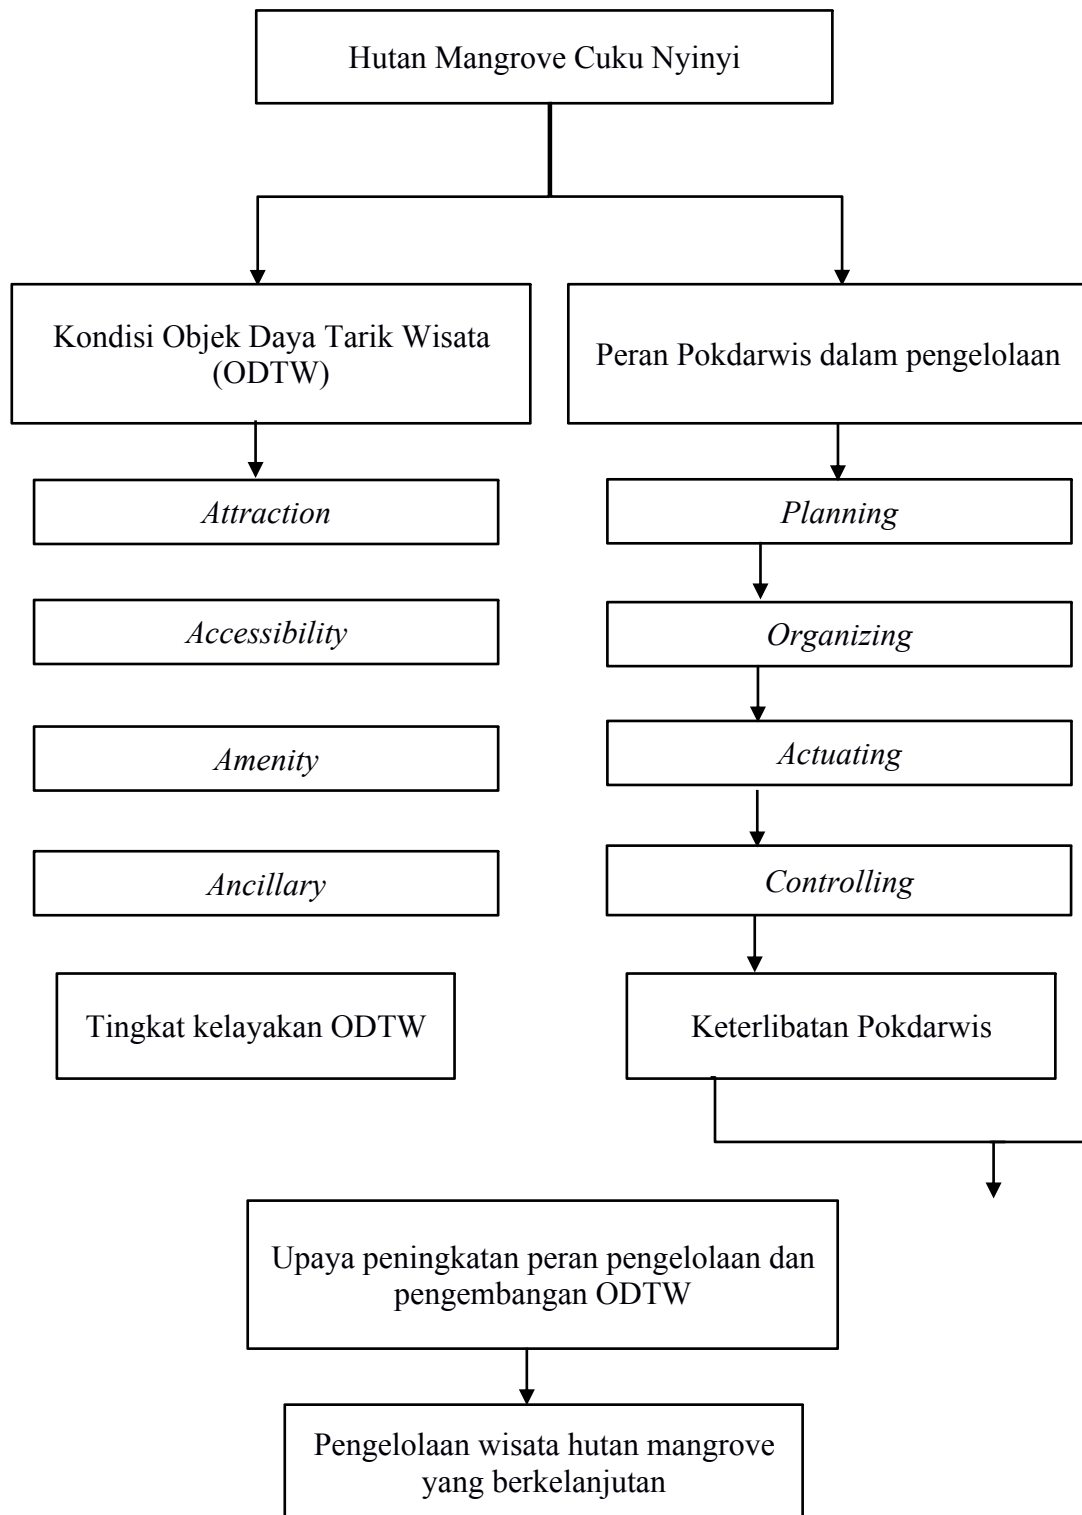 Hutan Mangrove Cuku Nyinyi
Kondisi Objek Daya Tarik Wisata
(ODTW)
Peran Pokdarwis dalam pengelolaan
Attraction
Planning
Accessibility
Organizing
Amenity
Actuating
Ancillary
Controlling
Tingkat kelayakan ODTW
Keterlibatan Pokdarwis
Upaya peningkatan peran pengelolaan dan
pengembangan ODTW
Pengelolaan wisata hutan mangrove
yang berkelanjutan